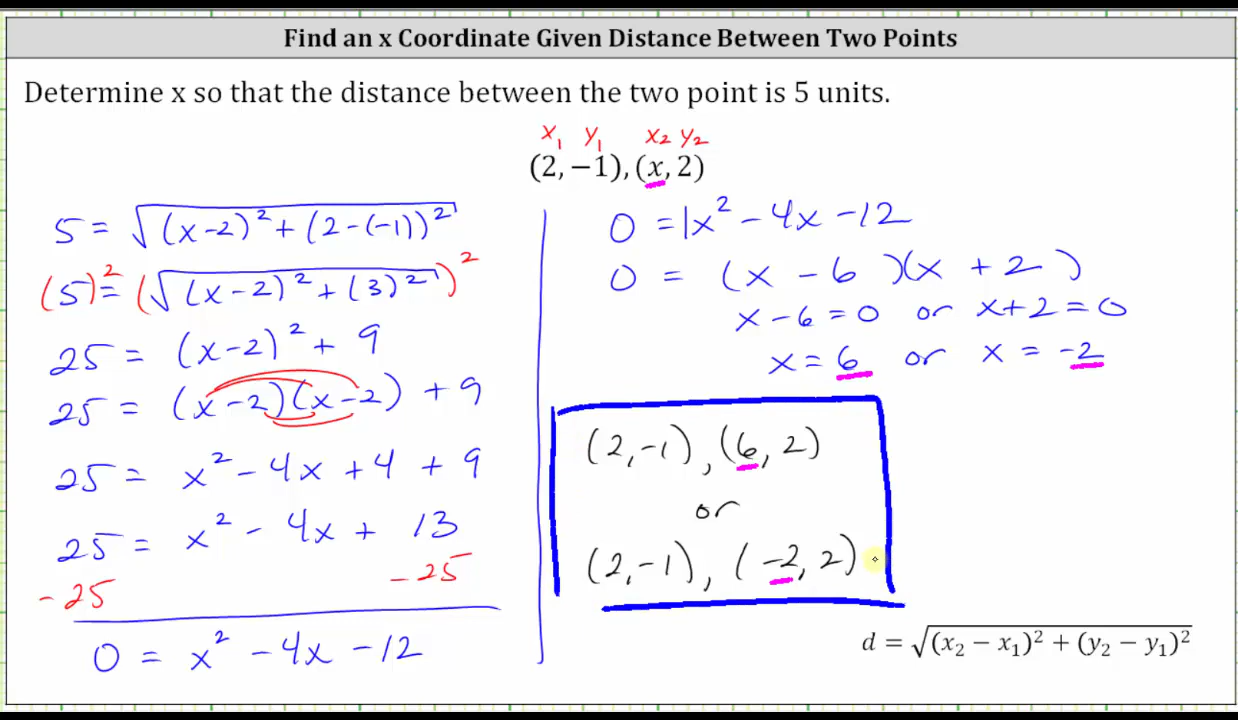 Find an x Coordinate Given Distance Between Two Points
Determine x so that the distance between the two point is 5 units.
x₁ y₁ x₂ y₂
(2, −1), (x, 2)
5 = √((x-2)² + (2-(-1))²)
(5)² = (√((x-2)² + (3)²))²
25 = (x-2)² + 9
25 = (x-2)(x-2) + 9
25 = x² - 4x + 4 + 9
25 = x² - 4x + 13
-25 -25
0 = x² - 4x - 12
0 = 1x² - 4x - 12
0 = (x - 6)(x + 2)
x - 6 = 0 or x + 2 = 0
x = 6 or x = -2
(2,-1), (6, 2)
or
(2,-1), (-2, 2)
d = √((x₂ − x₁)² + (y₂ − y₁)²)